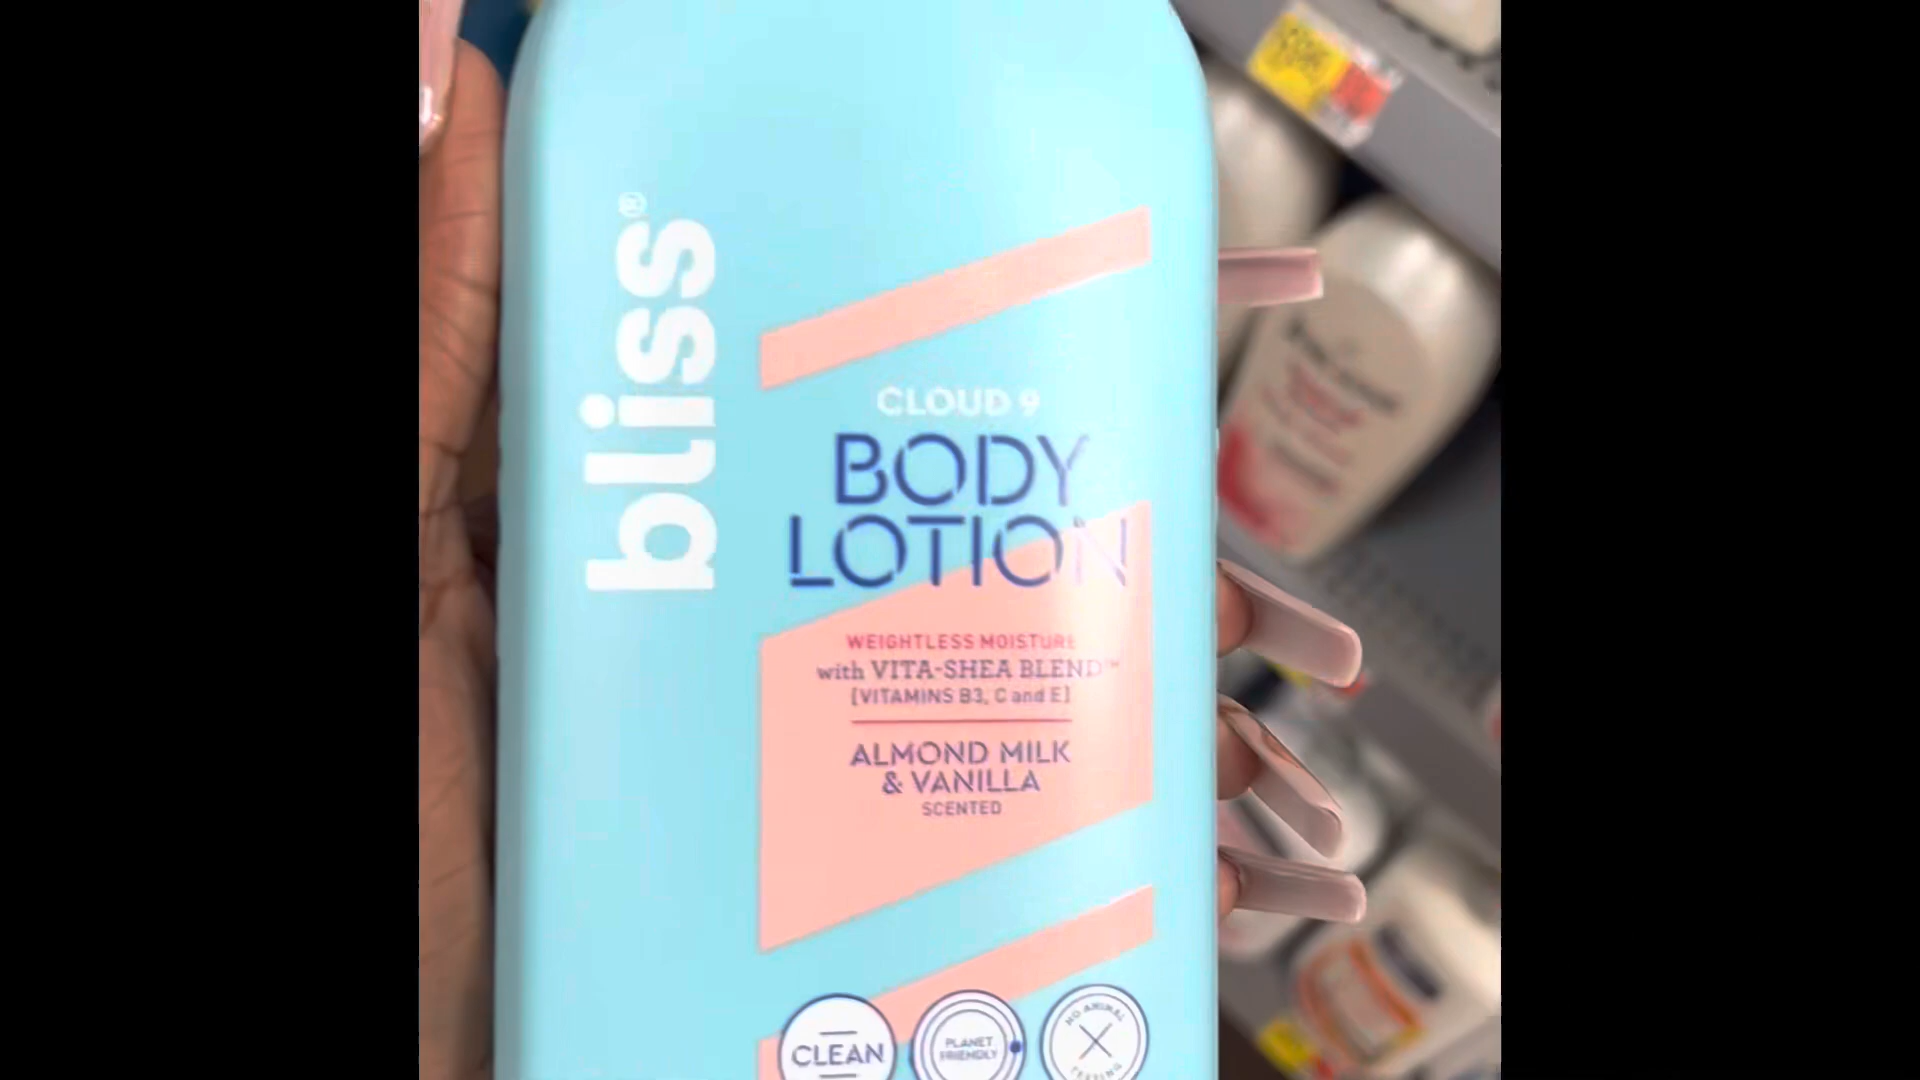 bliss®
CLOUD 9
BODY
LOTION
WEIGHTLESS MOISTURE
with VITA-SHEA BLEND™
[VITAMINS B3, C and E]
ALMOND MILK
& VANILLA
SCENTED
CLEAN
PLANET
FRIENDLY
NO ANIMAL
TESTING